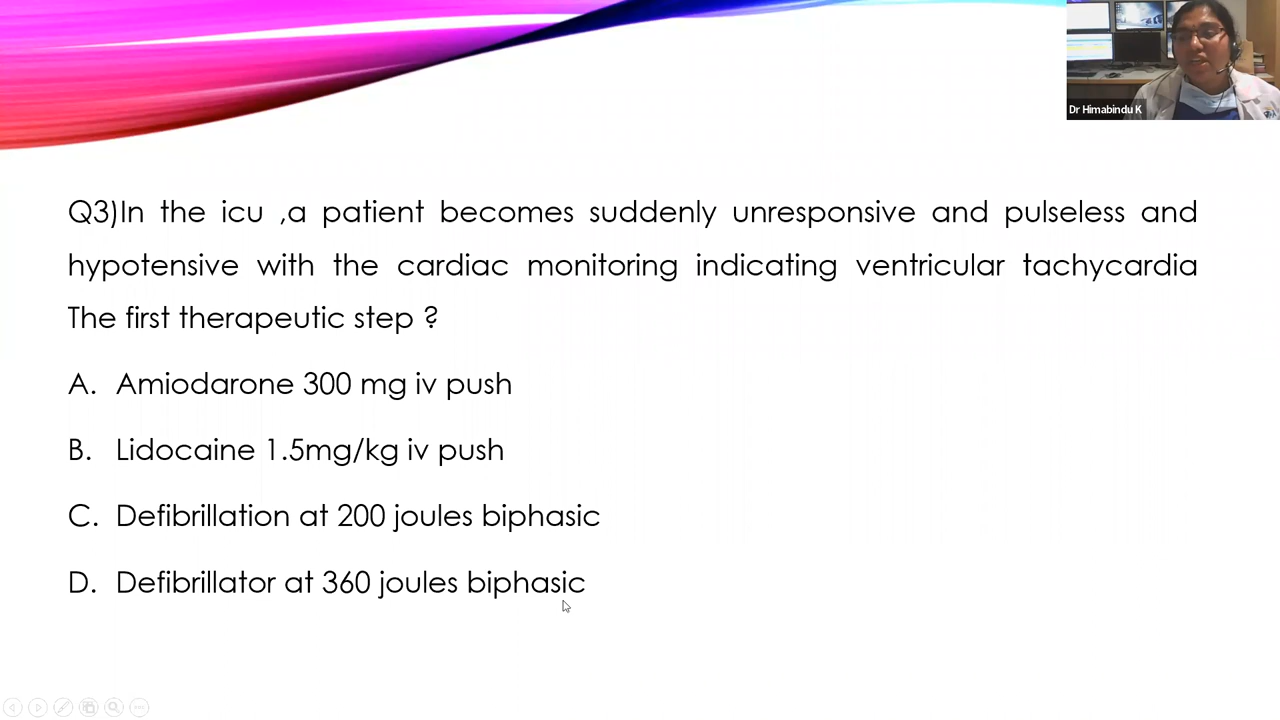 Dr Himabindu K
Q3)In the icu ,a patient becomes suddenly unresponsive and pulseless and
hypotensive with the cardiac monitoring indicating ventricular tachycardia
The first therapeutic step ?
A. Amiodarone 300 mg iv push
B. Lidocaine 1.5mg/kg iv push
C. Defibrillation at 200 joules biphasic
D. Defibrillator at 360 joules biphasic